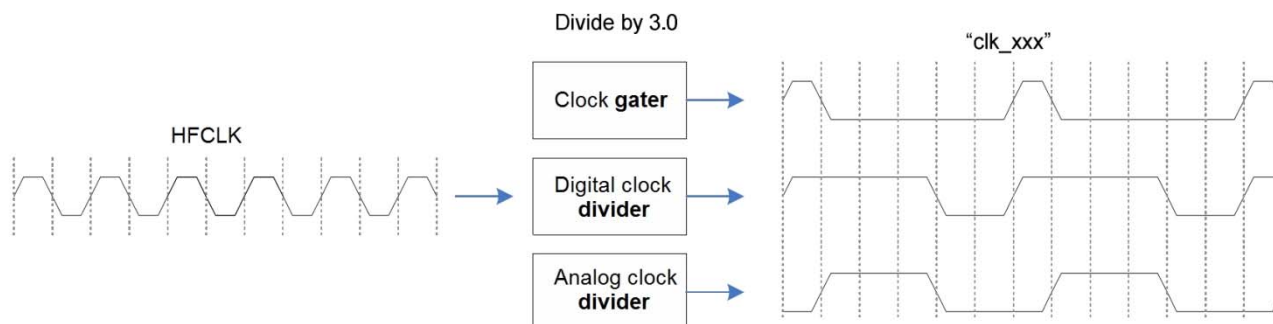 Divide by 3.0
"clk_xxx"
Clock gater
HFCLK
Digital clock
divider
Analog clock
divider